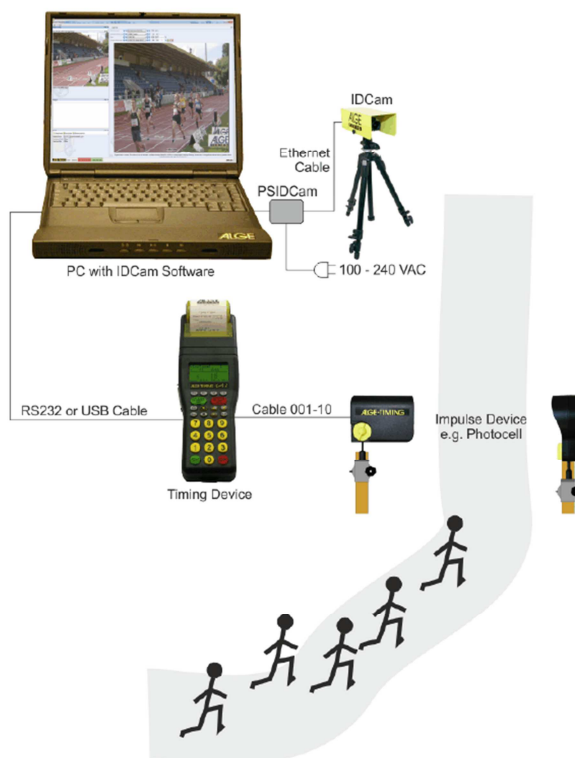 IDCam
ALGE
Ethernet
Cable
PSIDCam
ALGE
PC with IDCam Software
100 - 240 VAC
RS232 or USB Cable
Cable 001-10
ALGE-TIMING
Impulse Device
e.g. Photocell
Timing Device